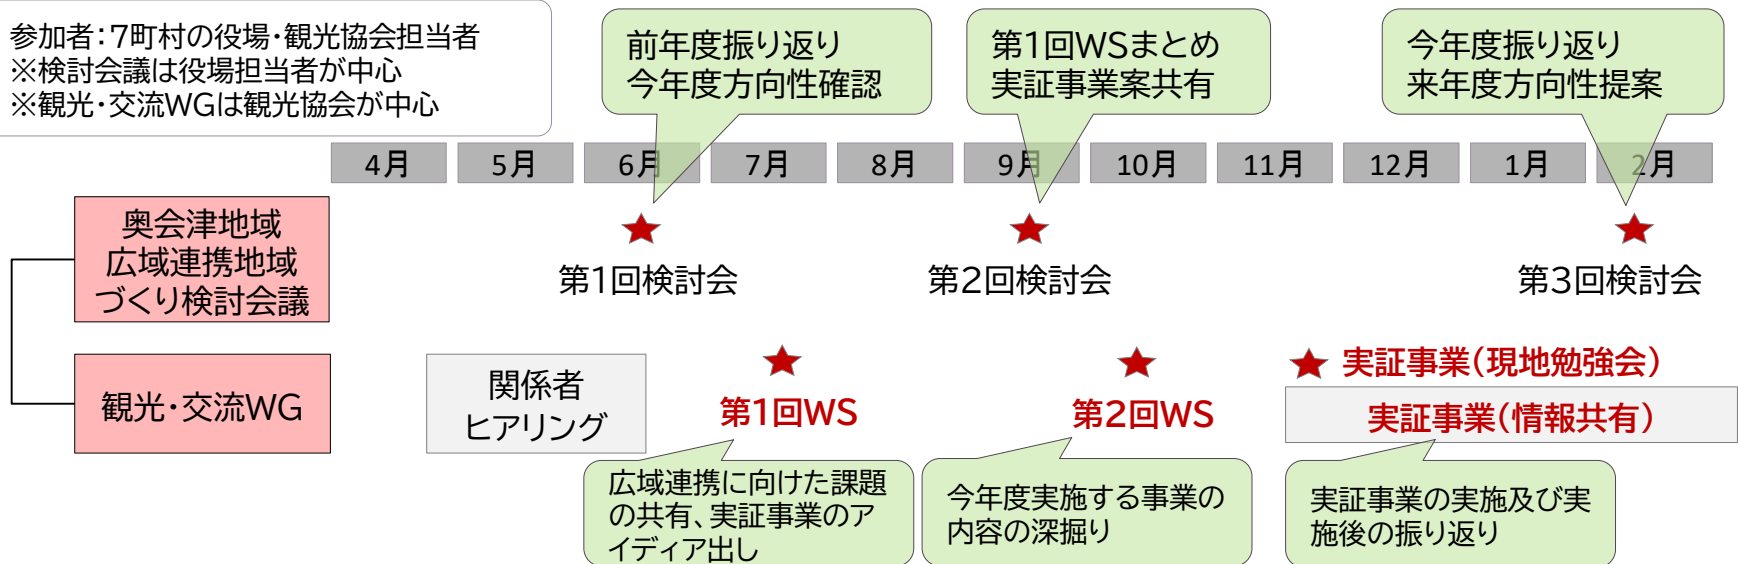 参加者：7町村の役場・観光協会担当者
※検討会議は役場担当者が中心
※観光・交流WGは観光協会が中心
前年度振り返り
今年度方向性確認
第1回WSまとめ
実証事業案共有
今年度振り返り
来年度方向性提案
4月
5月
6月
7月
8月
9月
10月
11月
12月
1月
2月
奥会津地域
広域連携地域
づくり検討会議
第1回検討会
第2回検討会
第3回検討会
観光・交流WG
関係者
ヒアリング
第1回WS
第2回WS
実証事業（現地勉強会）
実証事業（情報共有）
広域連携に向けた課題
の共有、実証事業のア
イディア出し
今年度実施する事業の
内容の深掘り
実証事業の実施及び実
施後の振り返り